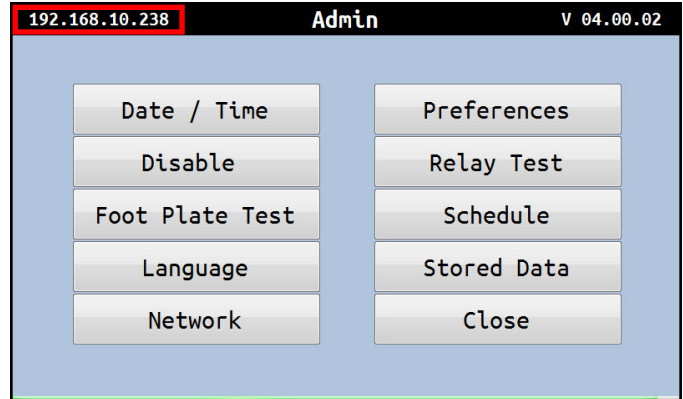 192.168.10.238 Admin V 04.00.02
Date / Time Preferences
Disable Relay Test
Foot Plate Test Schedule
Language Stored Data
Network Close